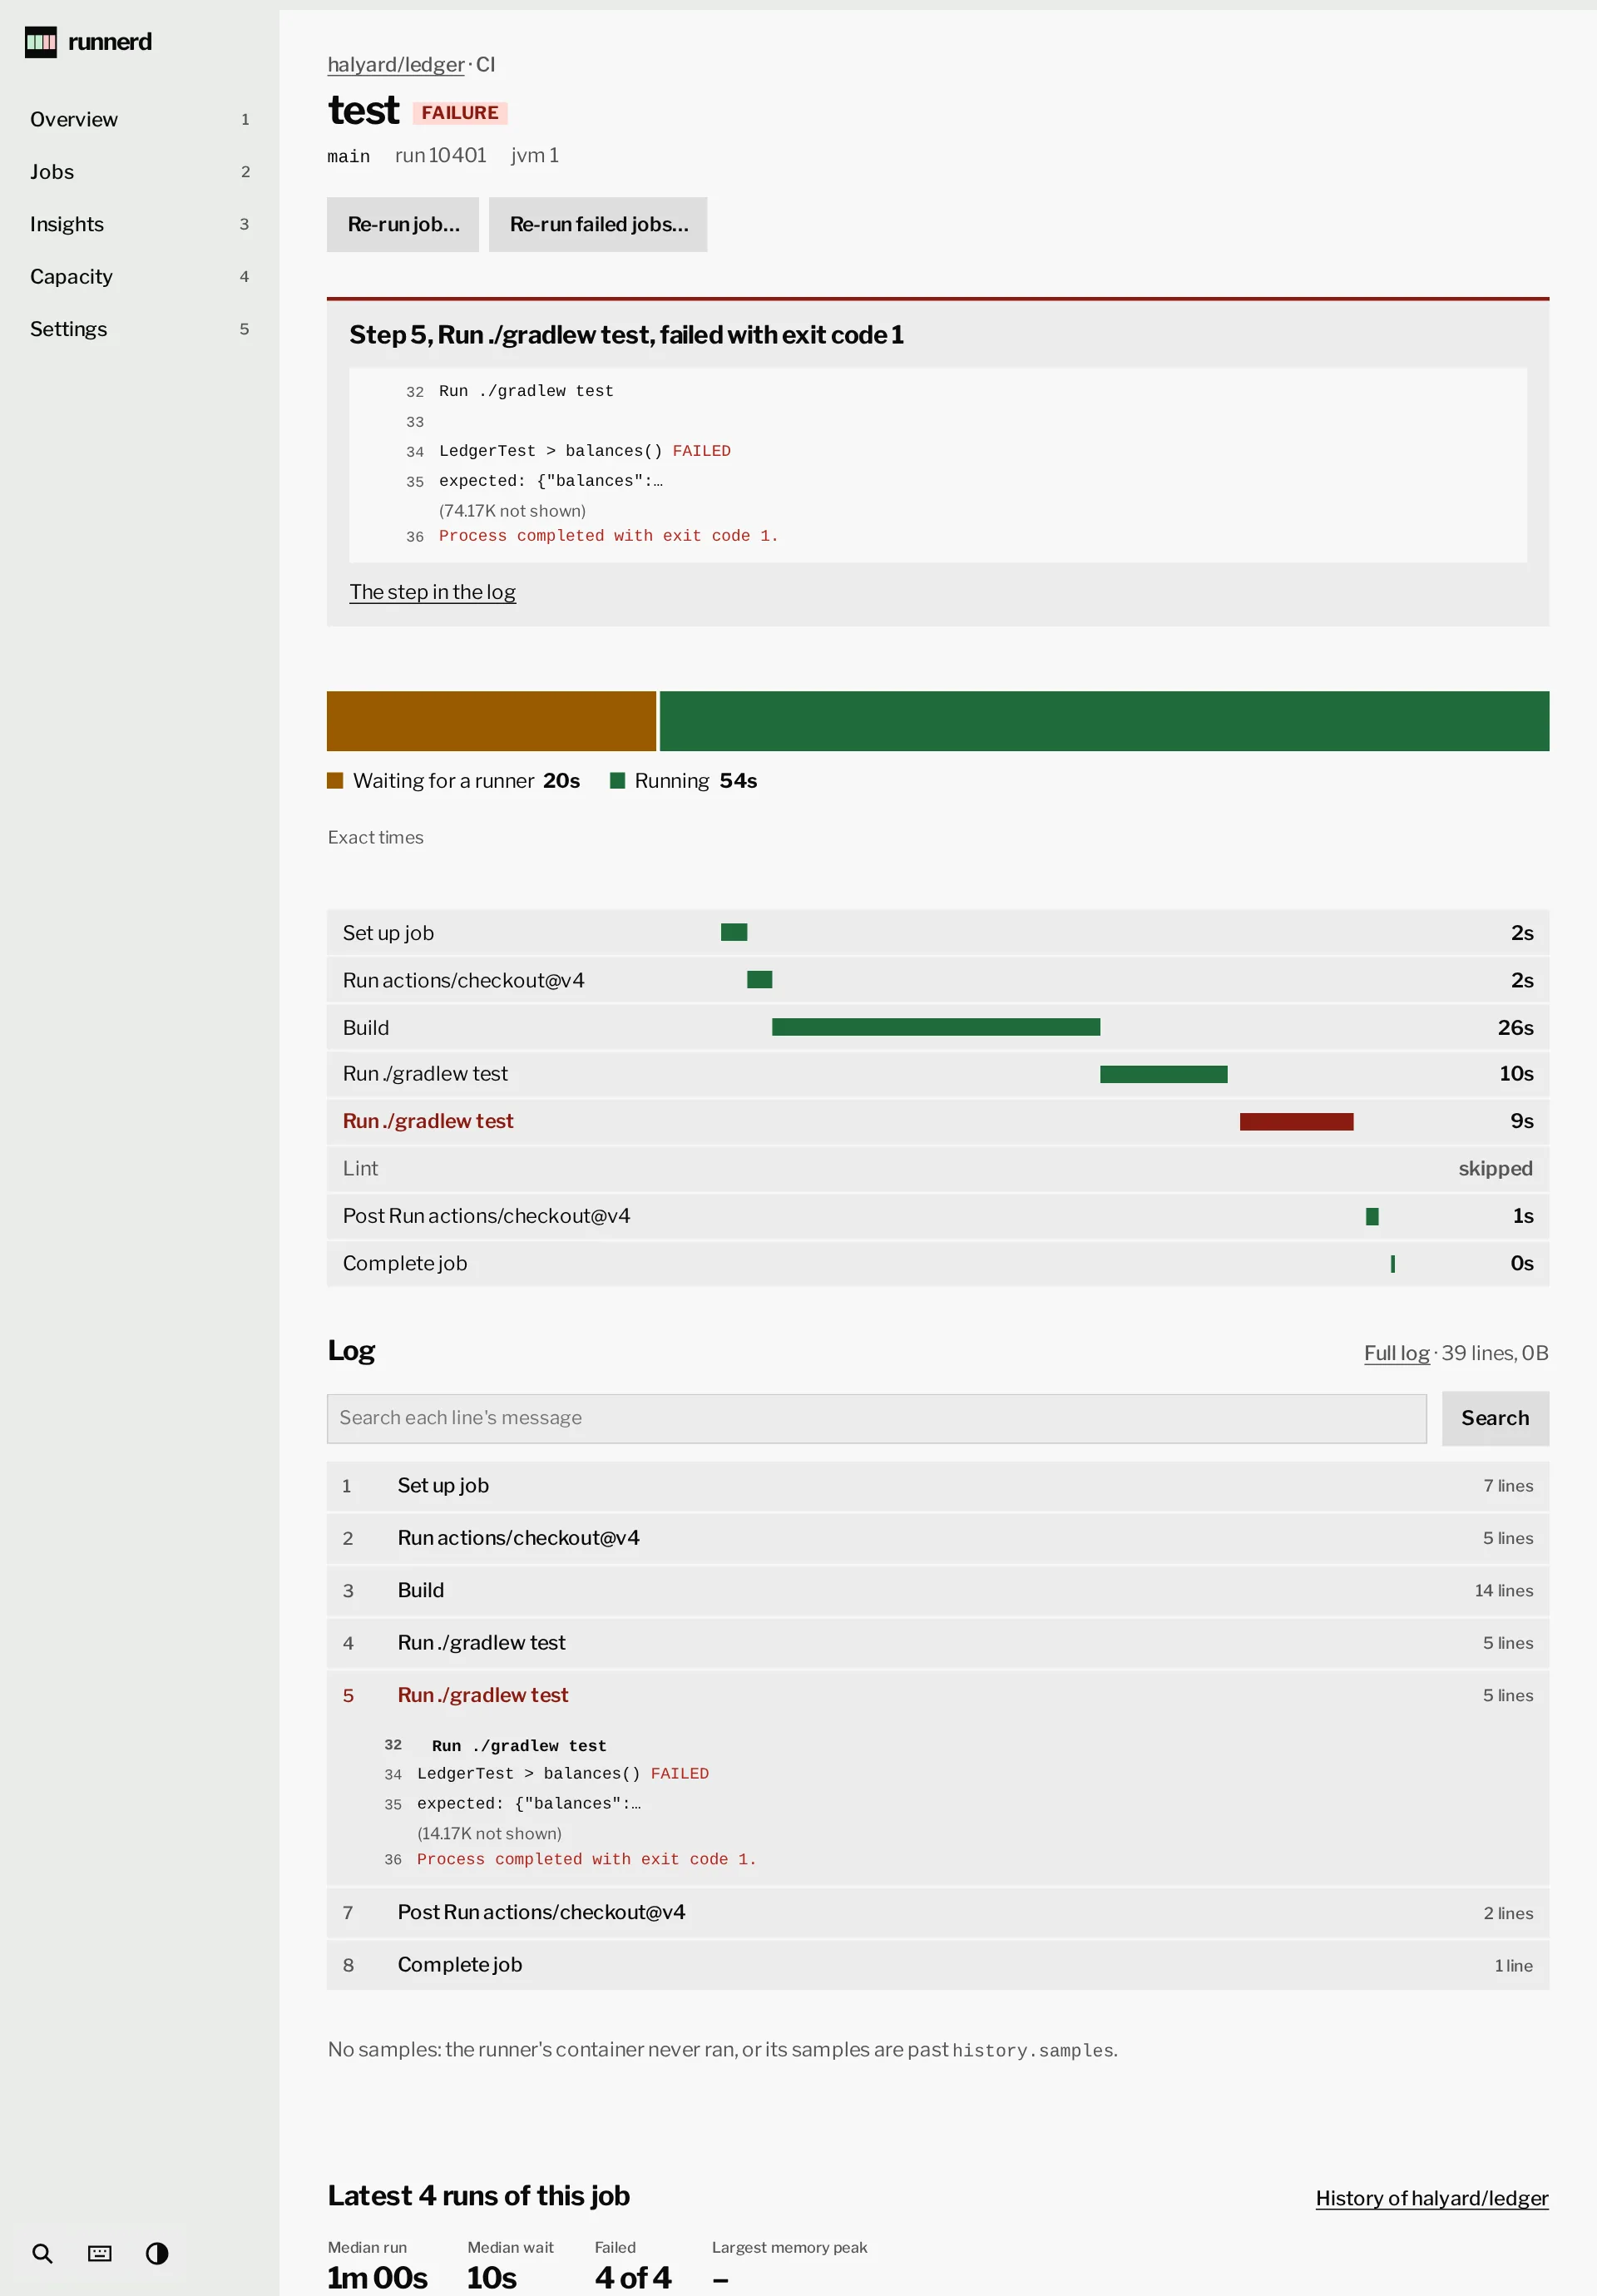 runnerd
Overview 1
Jobs 2
Insights 3
Capacity 4
Settings 5
halyard/ledger · CI
test FAILURE
main run 10401 jvm 1
Re-run job... Re-run failed jobs...
Step 5, Run ./gradlew test, failed with exit code 1
32 Run ./gradlew test
33
34 LedgerTest > balances() FAILED
35 expected: {"balances":…
(74.17K not shown)
36 Process completed with exit code 1.
The step in the log
Waiting for a runner 20s Running 54s
Exact times
Set up job 2s
Run actions/checkout@v4 2s
Build 26s
Run ./gradlew test 10s
Run ./gradlew test 9s
Lint skipped
Post Run actions/checkout@v4 1s
Complete job 0s
Log Full log · 39 lines, 0B
Search each line's message Search
1 Set up job 7 lines
2 Run actions/checkout@v4 5 lines
3 Build 14 lines
4 Run ./gradlew test 5 lines
5 Run ./gradlew test 5 lines
32 Run ./gradlew test
34 LedgerTest > balances() FAILED
35 expected: {"balances":…
(14.17K not shown)
36 Process completed with exit code 1.
7 Post Run actions/checkout@v4 2 lines
8 Complete job 1 line
No samples: the runner's container never ran, or its samples are past history.samples.
Latest 4 runs of this job History of halyard/ledger
Median run Median wait Failed Largest memory peak
1m 00s 10s 4 of 4 –